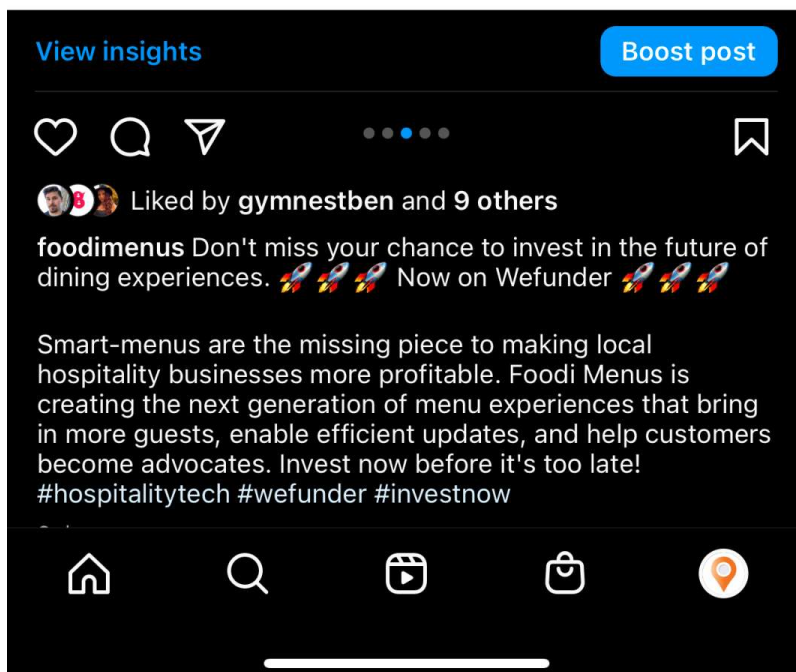 View insights
Boost post
Liked by gymnestben and 9 others
foodimenus Don't miss your chance to invest in the future of
dining experiences. 🚀🚀🚀 Now on Wefunder 🚀🚀🚀
Smart-menus are the missing piece to making local
hospitality businesses more profitable. Foodi Menus is
creating the next generation of menu experiences that bring
in more guests, enable efficient updates, and help customers
become advocates. Invest now before it's too late!
#hospitalitytech #wefunder #investnow